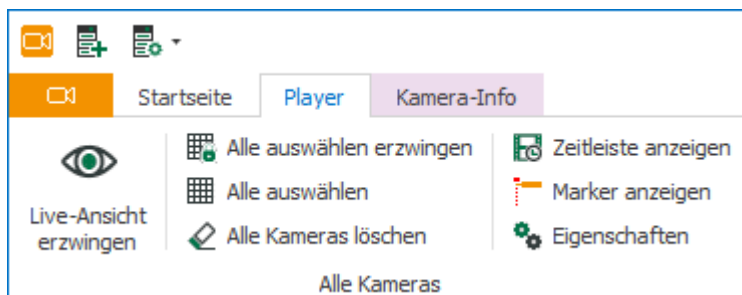 Startseite
Player
Kamera-Info
Live-Ansicht
erzwingen
Alle auswählen erzwingen
Alle auswählen
Alle Kameras löschen
Zeitleiste anzeigen
Marker anzeigen
Eigenschaften
Alle Kameras